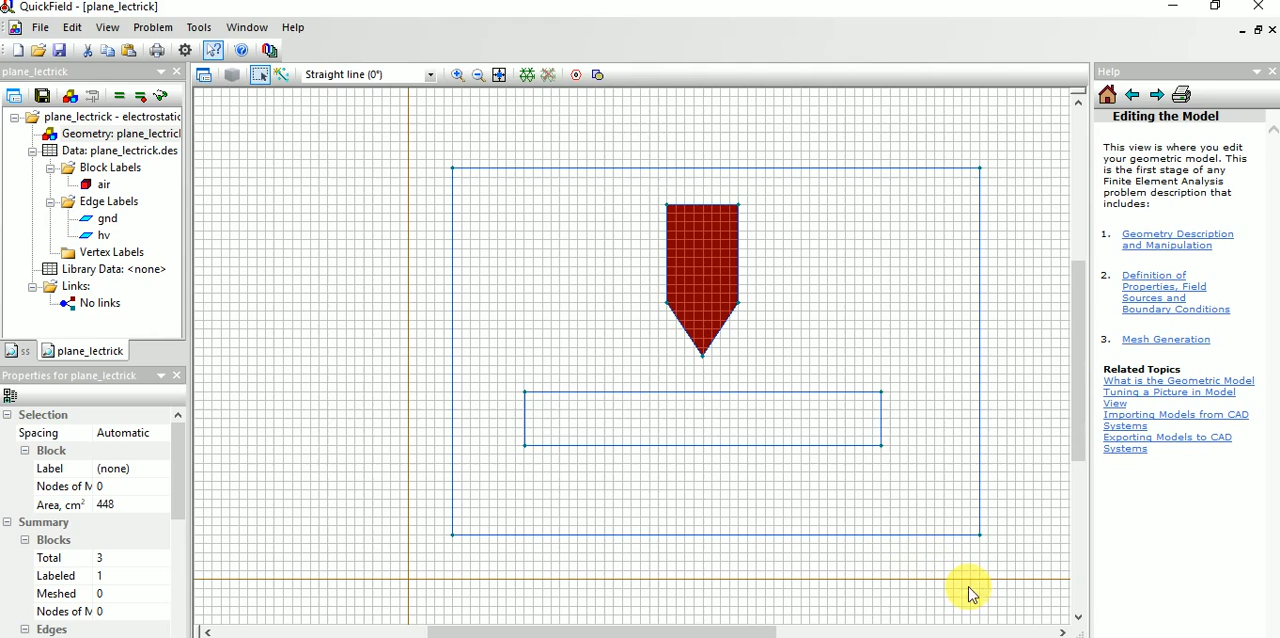 QuickField - [plane_lectrick]
File Edit View Problem Tools Window Help
plane_lectrick
Straight line (0°)
plane_lectrick - electrostatic
Geometry: plane_lectrick
Data: plane_lectrick.des
Block Labels
air
Edge Labels
gnd
hv
Vertex Labels
Library Data: <none>
Links:
No links
ss plane_lectrick
Properties for plane_lectrick
Selection
Spacing Automatic
Block
Label (none)
Nodes of M 0
Area, cm² 448
Summary
Blocks
Total 3
Labeled 1
Meshed 0
Nodes of M 0
Edges
Help
Editing the Model
This view is where you edit
your geometric model. This
is the first stage of any
Finite Element Analysis
problem description that
includes:
1. Geometry Description
and Manipulation
2. Definition of
Properties, Field
Sources and
Boundary Conditions
3. Mesh Generation
Related Topics
What is the Geometric Model
Tuning a Picture in Model
View
Importing Models from CAD
Systems
Exporting Models to CAD
Systems